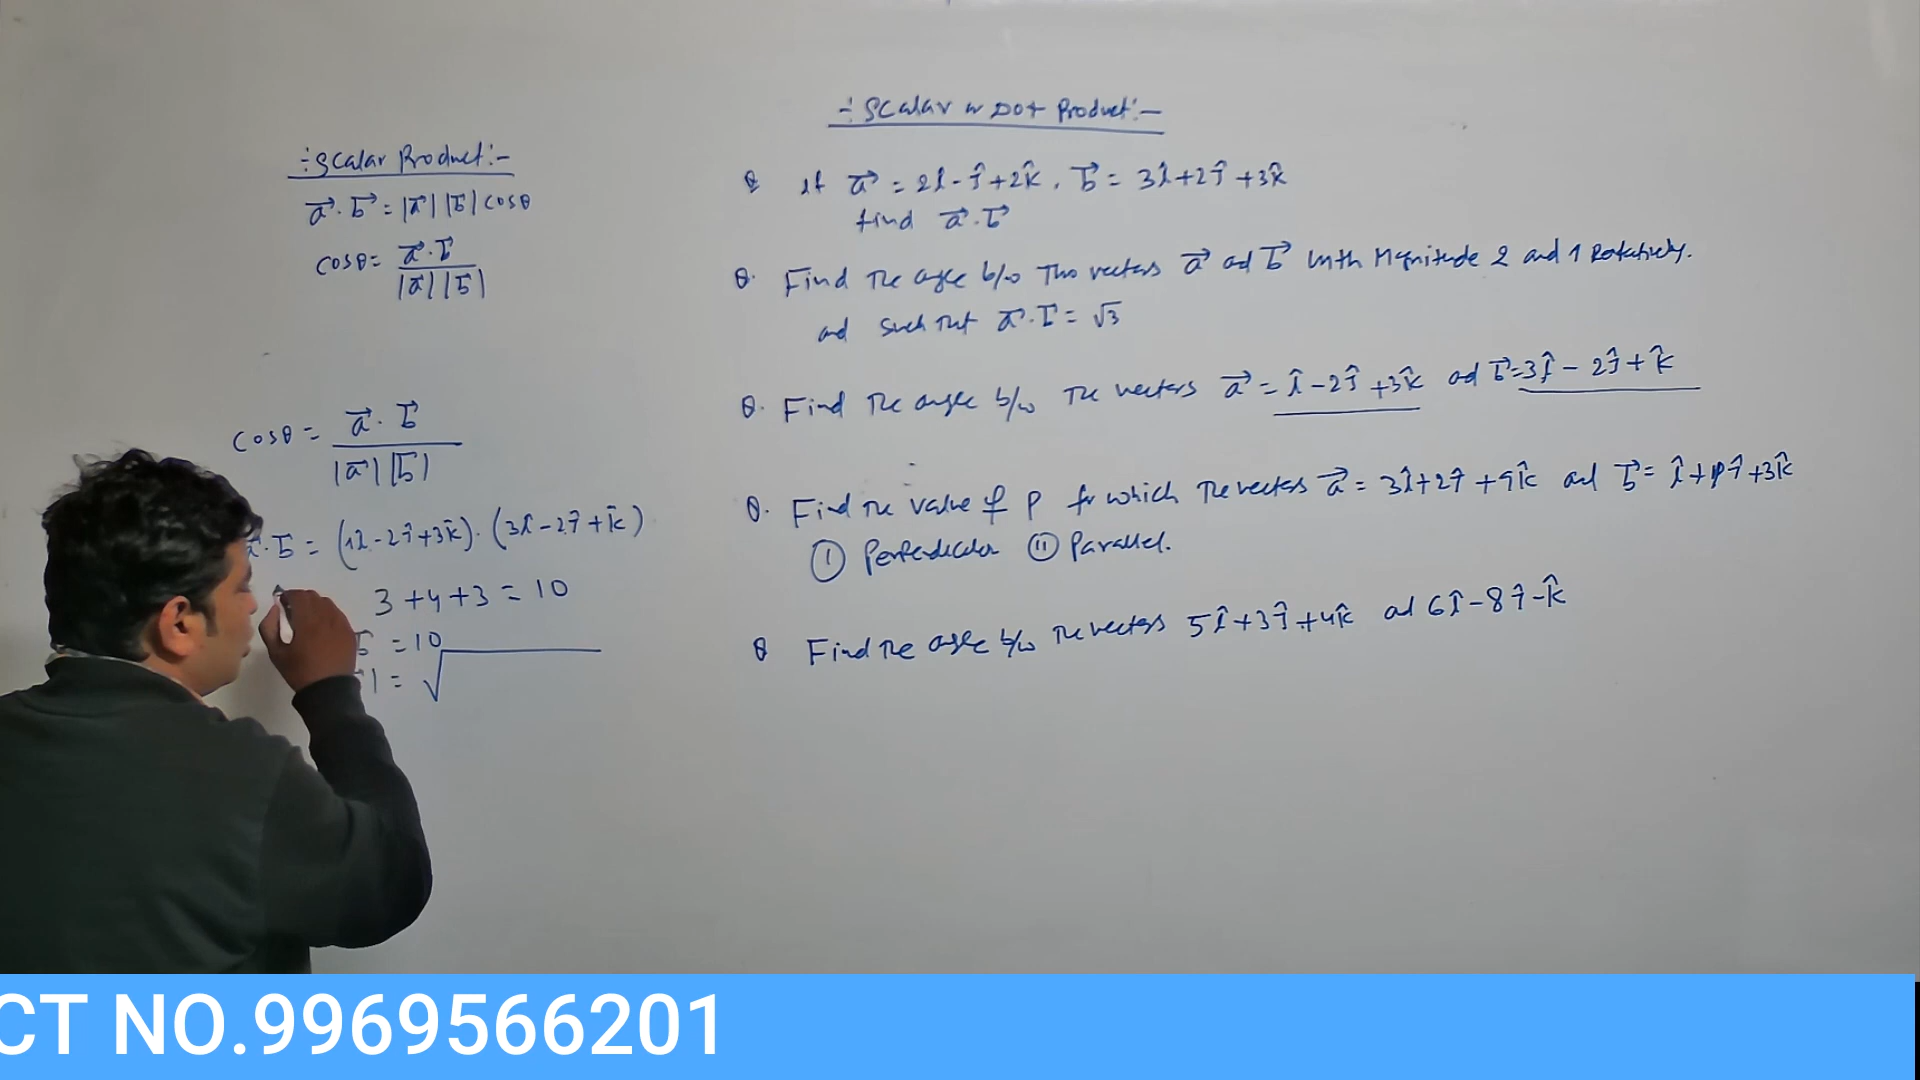 :- Scalar Product :-
a⃗ . b⃗ = |a⃗| |b⃗| cosθ
cosθ = a⃗ . b⃗ / |a⃗| |b⃗|
cosθ = a⃗ . b⃗ / |a⃗| |b⃗|
a⃗ . b⃗ = (1î - 2ĵ + 3k̂) . (3î - 2ĵ + k̂)
3 + 4 + 3 = 10
b⃗ = 10
| = √
:- Scalar or Dot Product :-
Q If a⃗ = 2î - ĵ + 2k̂ , b⃗ = 3î + 2ĵ + 3k̂
find a⃗ . b⃗
Q. Find the angle b/w Two vectors a⃗ and b⃗ with Magnitude 2 and 1
and such that a⃗ . b⃗ = √3
Q. Find the angle b/w the vectors a⃗ = î - 2ĵ + 3k̂ and b⃗ = 3î - 2ĵ + k̂
Q. Find the value of p for which the vectors a⃗ = 3î + 2ĵ + 9k̂ and b⃗ = î + pĵ + 3k̂
(i) Perpendicular (ii) Parallel.
Q Find the angle b/w the vectors 5î + 3ĵ + 4k̂ and 6î - 8ĵ - k̂
CT NO.9969566201